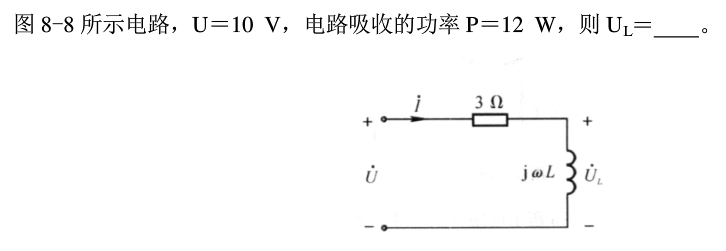 图 8-8 所示电路，U＝10 V，电路吸收的功率 P＝12 W，则 U_L＝____。
İ 3 Ω
+ +
U̇ jωL U̇_L
− −